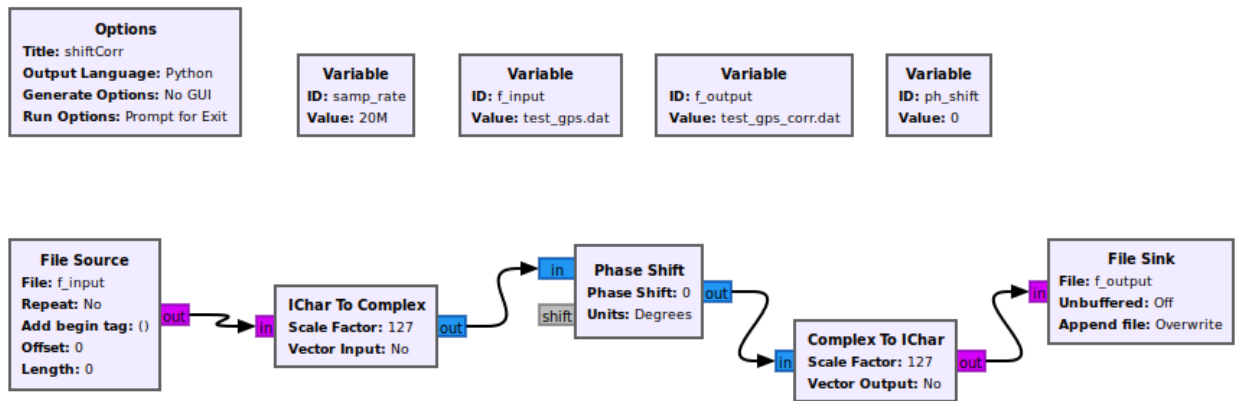 Options
Title: shiftCorr
Output Language: Python
Generate Options: No GUI
Run Options: Prompt for Exit
Variable
ID: samp_rate
Value: 20M
Variable
ID: f_input
Value: test_gps.dat
Variable
ID: f_output
Value: test_gps_corr.dat
Variable
ID: ph_shift
Value: 0
File Source
File: f_input
Repeat: No
Add begin tag: ()
Offset: 0
Length: 0
out
in
IChar To Complex
Scale Factor: 127
Vector Input: No
out
in
shift
Phase Shift
Phase Shift: 0
Units: Degrees
out
in
Complex To IChar
Scale Factor: 127
Vector Output: No
out
in
File Sink
File: f_output
Unbuffered: Off
Append file: Overwrite